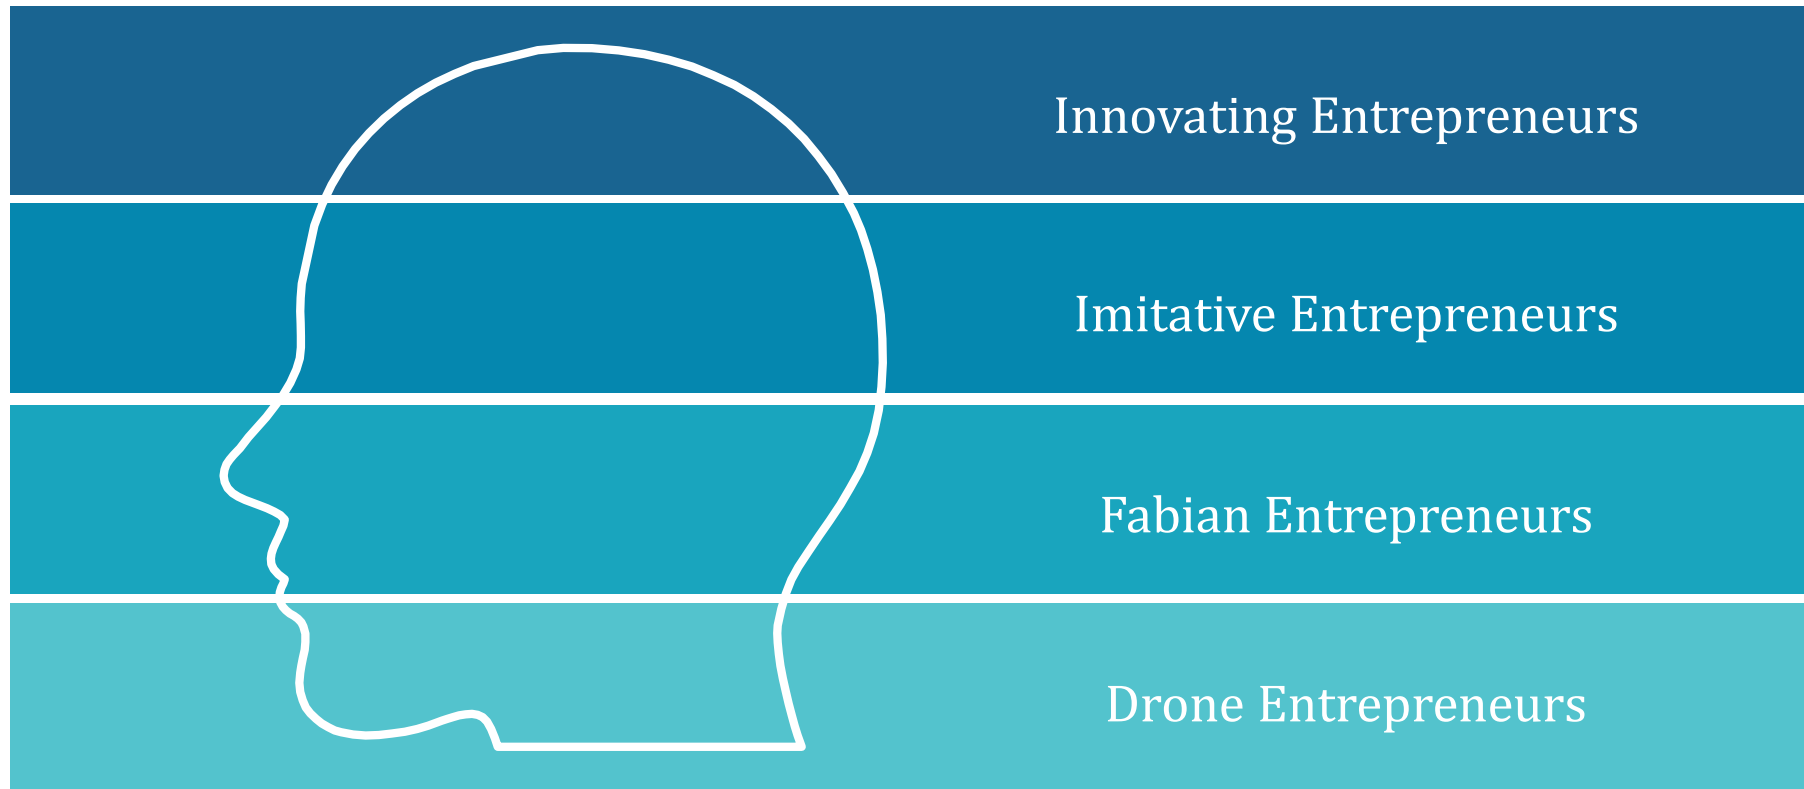 Innovating Entrepreneurs
Imitative Entrepreneurs
Fabian Entrepreneurs
Drone Entrepreneurs